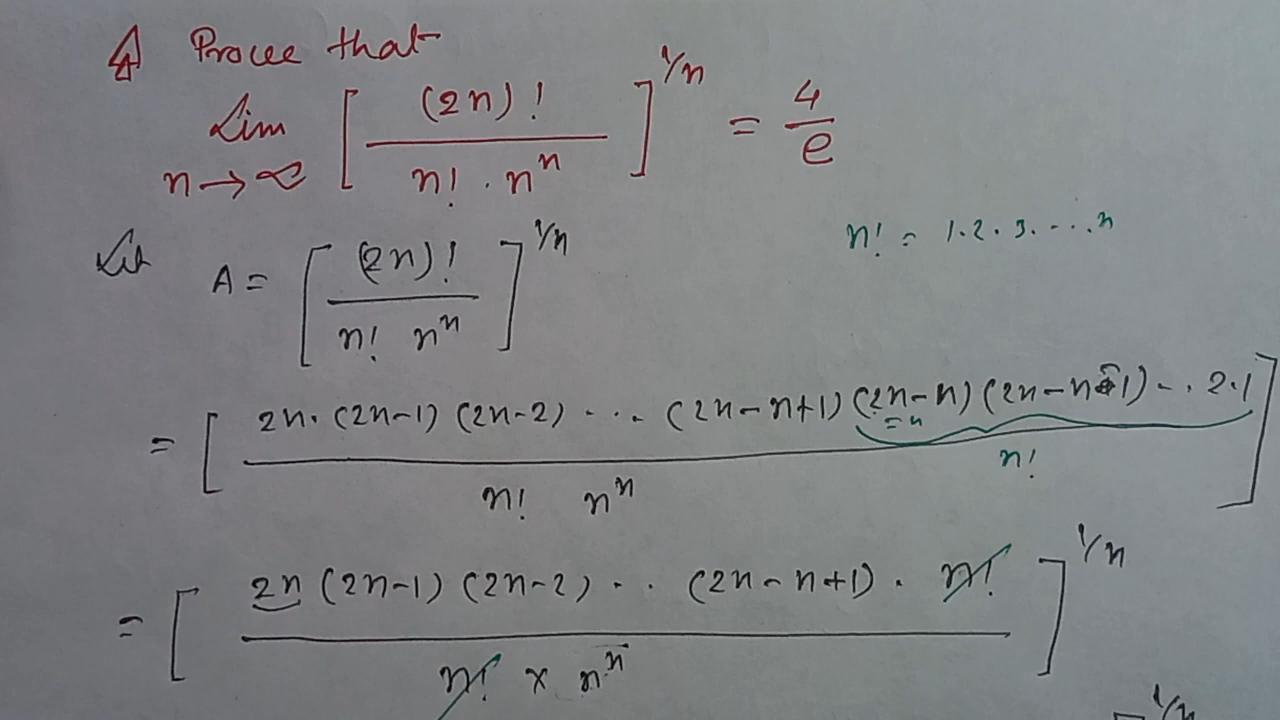 Q Prove that
Lim n→∞ [ (2n)! / n! . n^n ]^1/n = 4/e
n! = 1.2.3. ... n
Let A = [ (2n)! / n! n^n ]^1/n
= [ 2n. (2n-1) (2n-2) - ... (2n-n+1) (2n-n) (2n-n-1) - .. 2.1 / n! n^n ]
= n
n!
= [ 2n (2n-1) (2n-2) - . . (2n-n+1) . n! / n! x n^n ]^1/n
1/n